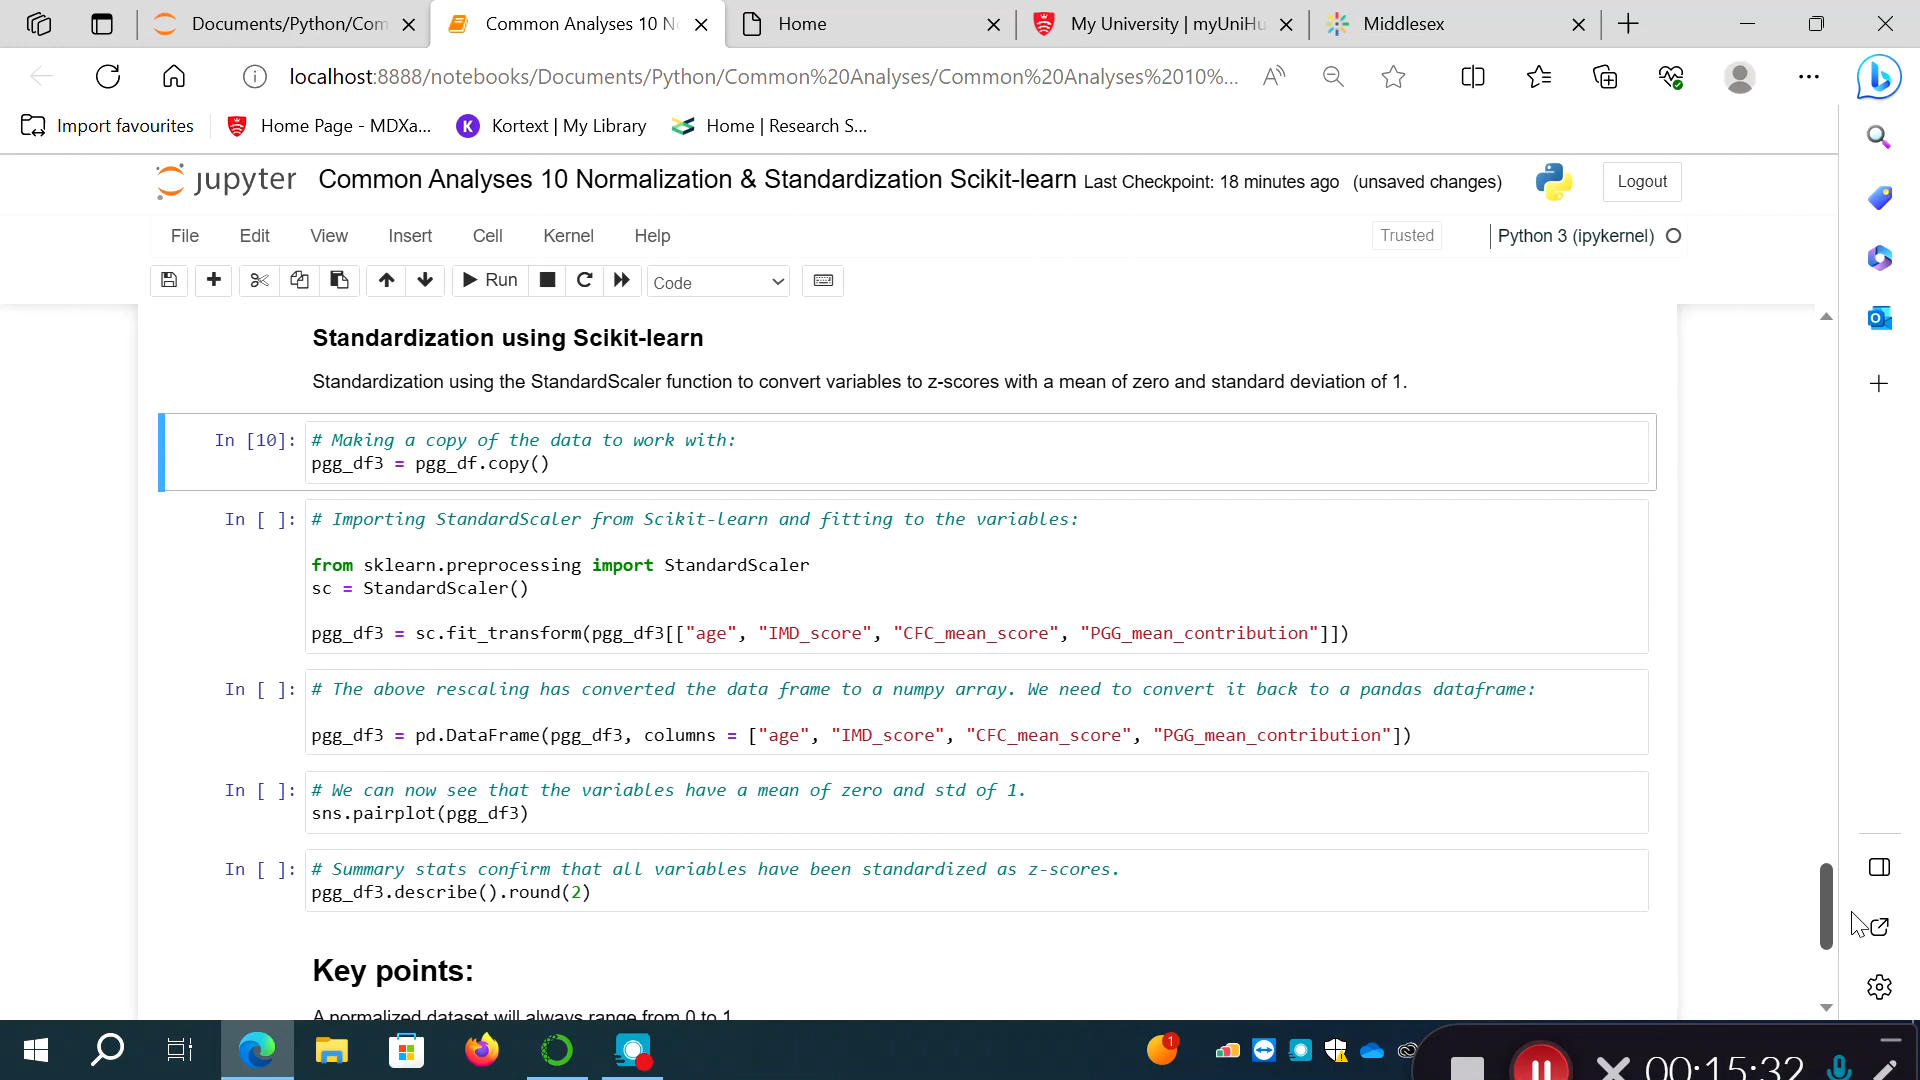 Documents/Python/Com
Common Analyses 10 No
Home
My University | myUniHu
Middlesex
localhost:8888/notebooks/Documents/Python/Common%20Analyses/Common%20Analyses%2010%...
Import favourites
Home Page - MDXa...
K
Kortext | My Library
Home | Research S...
jupyter
Common Analyses 10 Normalization & Standardization Scikit-learn Last Checkpoint: 18 minutes ago (unsaved changes)
Logout
File Edit View Insert Cell Kernel Help
Trusted
Python 3 (ipykernel)
Run
Code
Standardization using Scikit-learn
Standardization using the StandardScaler function to convert variables to z-scores with a mean of zero and standard deviation of 1.
In [10]: # Making a copy of the data to work with:
pgg_df3 = pgg_df.copy()
In [ ]: # Importing StandardScaler from Scikit-learn and fitting to the variables:
from sklearn.preprocessing import StandardScaler
sc = StandardScaler()
pgg_df3 = sc.fit_transform(pgg_df3[["age", "IMD_score", "CFC_mean_score", "PGG_mean_contribution"]])
In [ ]: # The above rescaling has converted the data frame to a numpy array. We need to convert it back to a pandas dataframe:
pgg_df3 = pd.DataFrame(pgg_df3, columns = ["age", "IMD_score", "CFC_mean_score", "PGG_mean_contribution"])
In [ ]: # We can now see that the variables have a mean of zero and std of 1.
sns.pairplot(pgg_df3)
In [ ]: # Summary stats confirm that all variables have been standardized as z-scores.
pgg_df3.describe().round(2)
Key points:
A normalized dataset will always range from 0 to 1
1
00:15:32